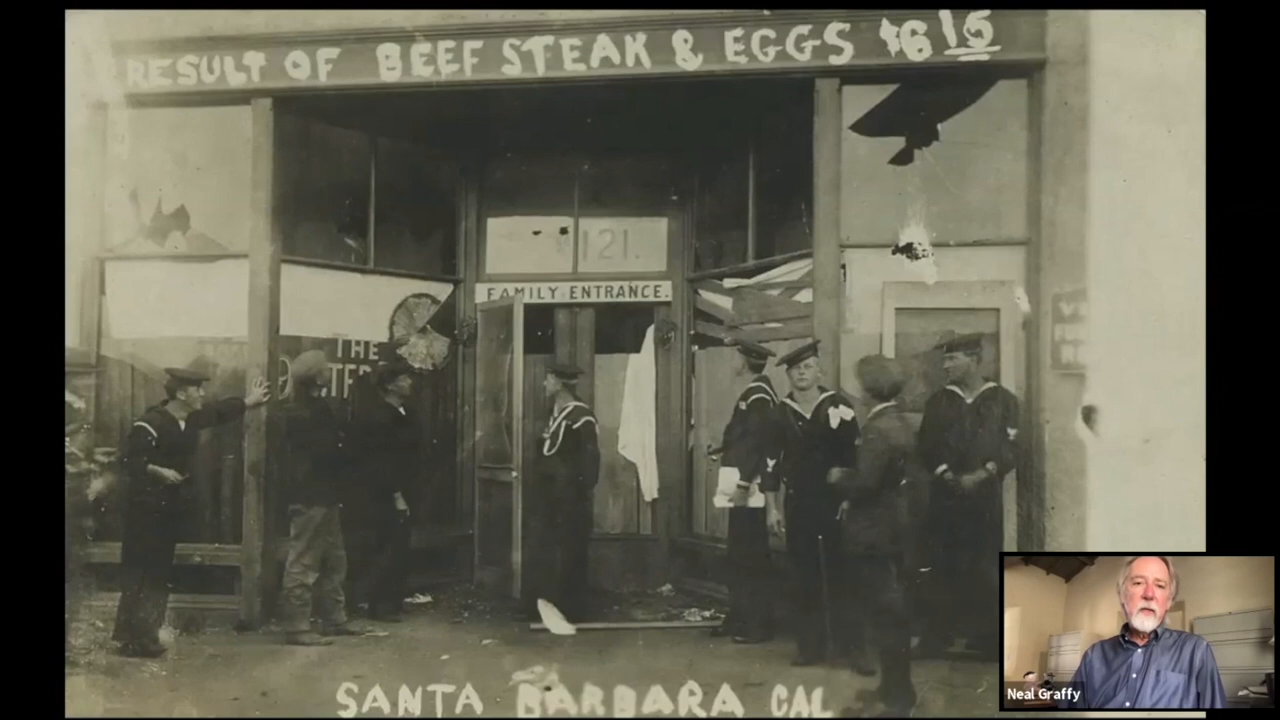 RESULT OF BEEF STEAK & EGGS $6 15
121.
FAMILY ENTRANCE.
THE
SANTA BARBARA CAL
Neal Graffy